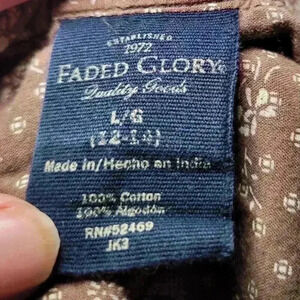 ESTABLISHED
1972
FADED GLORY®
Quality Goods
L/G
(12-14)
Made in/Hecho en India
100% Cotton
100% Algodón
RN#52469
JK3